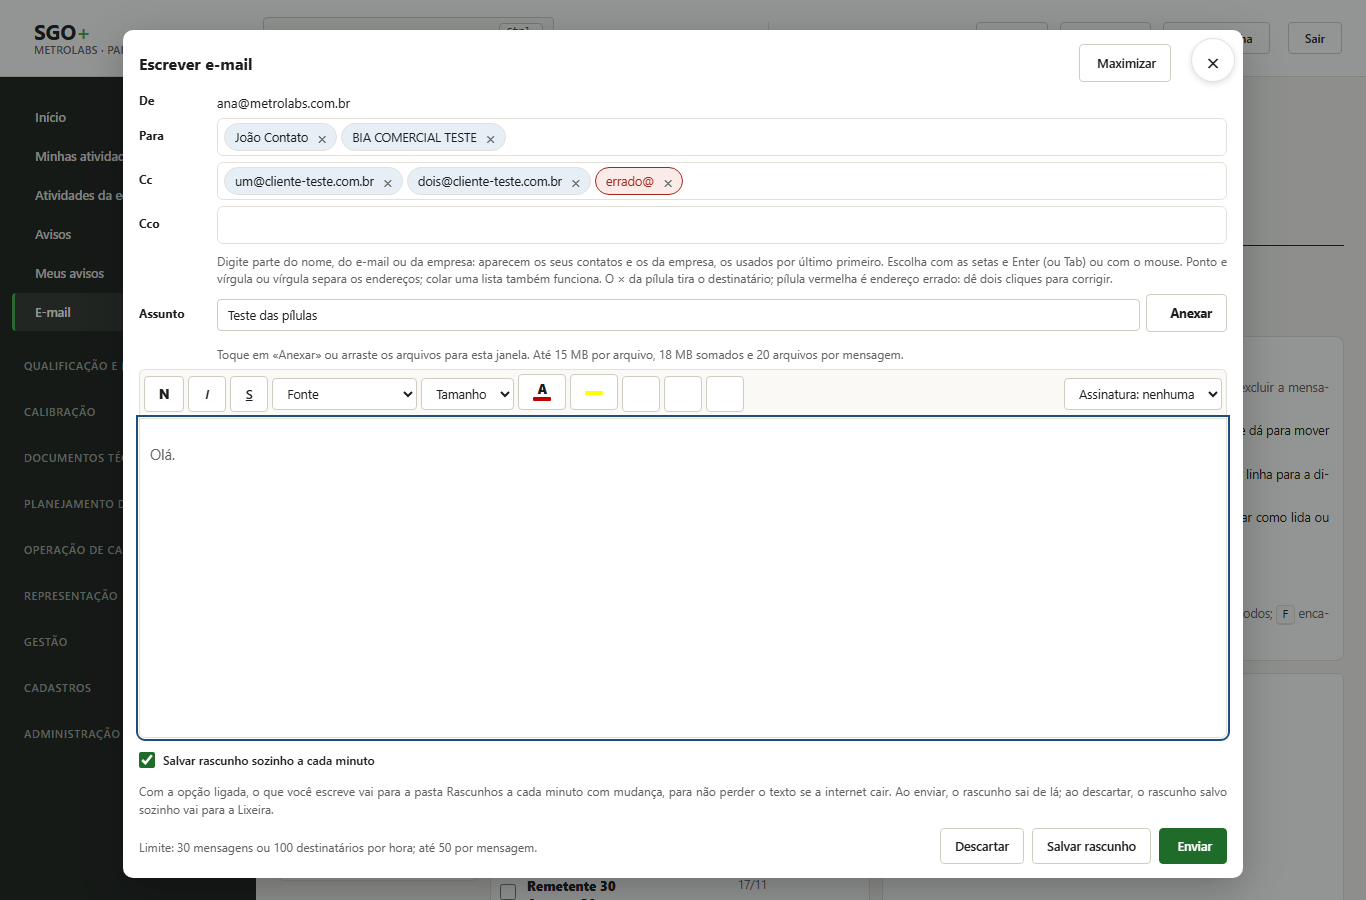 SGO+
METROLABS · PAI
Ctrl
na
Sair
Escrever e-mail
Maximizar
×
De
ana@metrolabs.com.br
Para
João Contato ×
BIA COMERCIAL TESTE ×
Cc
um@cliente-teste.com.br ×
dois@cliente-teste.com.br ×
errado@ ×
Cco
Digite parte do nome, do e-mail ou da empresa: aparecem os seus contatos e os da empresa, os usados por último primeiro. Escolha com as setas e Enter (ou Tab) ou com o mouse. Ponto e
vírgula ou vírgula separa os endereços; colar uma lista também funciona. O × da pílula tira o destinatário; pílula vermelha é endereço errado: dê dois cliques para corrigir.
Assunto
Teste das pílulas
Anexar
Toque em «Anexar» ou arraste os arquivos para esta janela. Até 15 MB por arquivo, 18 MB somados e 20 arquivos por mensagem.
N
I
S
Fonte
Tamanho
A
Assinatura: nenhuma
Olá.
Salvar rascunho sozinho a cada minuto
Com a opção ligada, o que você escreve vai para a pasta Rascunhos a cada minuto com mudança, para não perder o texto se a internet cair. Ao enviar, o rascunho sai de lá; ao descartar, o rascunho salvo
sozinho vai para a Lixeira.
Limite: 30 mensagens ou 100 destinatários por hora; até 50 por mensagem.
Descartar
Salvar rascunho
Enviar
Início
Minhas atividad
Atividades da e
Avisos
Meus avisos
E-mail
QUALIFICAÇÃO E
CALIBRAÇÃO
DOCUMENTOS TÉC
PLANEJAMENTO D
OPERAÇÃO DE CA
REPRESENTAÇÃO
GESTÃO
CADASTROS
ADMINISTRAÇÃO
excluir a mensa-
e dá para mover
linha para a di-
ar como lida ou
odos; F enca-
Remetente 30
17/11